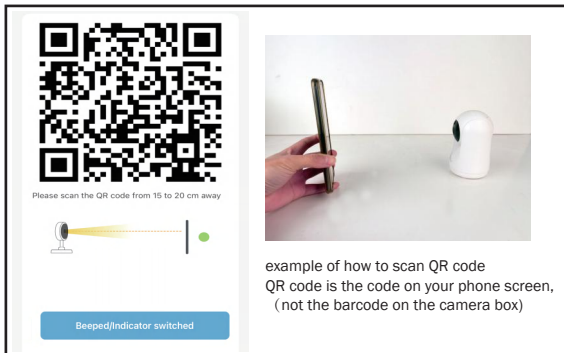 Please scan the QR code from 15 to 20 cm away
Beeped/Indicator switched
example of how to scan QR code
QR code is the code on your phone screen,
（not the barcode on the camera box)